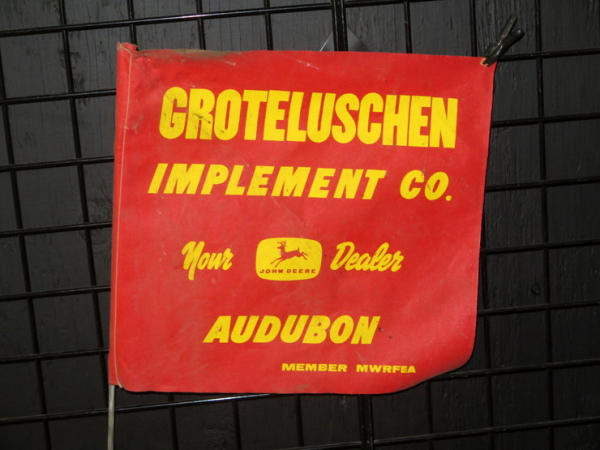 GROTELUSCHEN
IMPLEMENT CO.
Your JOHN DEERE Dealer
AUDUBON
MEMBER MWRFEA